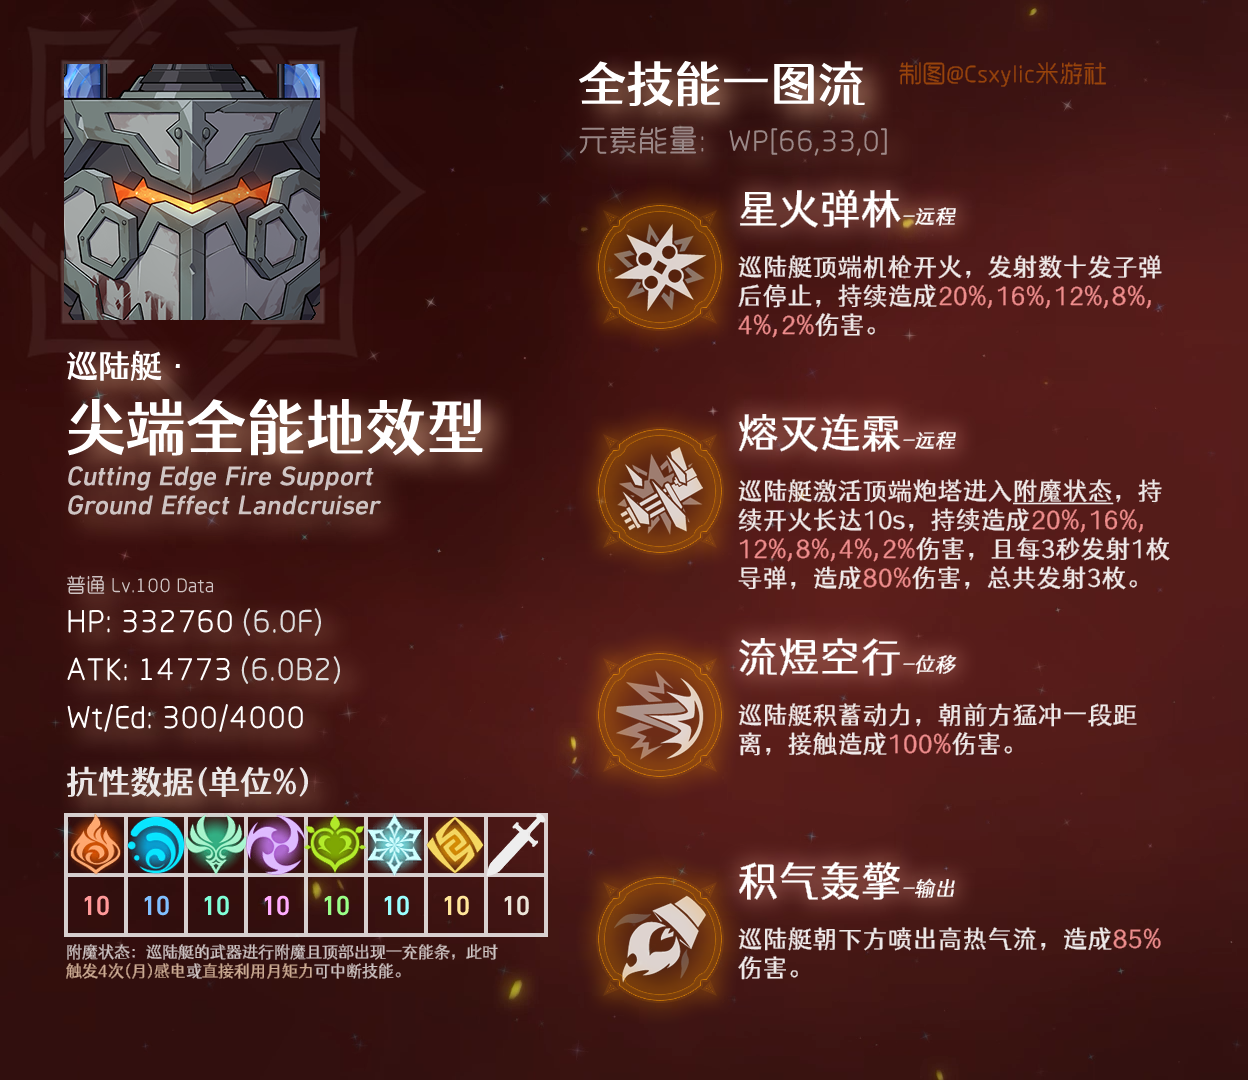 全技能一图流
制图@Csxylic米游社
元素能量： WP[66,33,0]
巡陆艇 ·
尖端全能地效型
Cutting Edge Fire Support
Ground Effect Landcruiser
普通 Lv.100 Data
HP: 332760 (6.0F)
ATK: 14773 (6.0B2)
Wt/Ed: 300/4000
抗性数据(单位%)
10 10 10 10 10 10 10 10
附魔状态：巡陆艇的武器进行附魔且顶部出现一充能条，此时
触发4次(月)感电或直接利用月矩力可中断技能。
星火弹林-远程
巡陆艇顶端机枪开火，发射数十发子弹
后停止，持续造成20%,16%,12%,8%,
4%,2%伤害。
熔灭连霖-远程
巡陆艇激活顶端炮塔进入附魔状态，持
续开火长达10s，持续造成20%,16%,
12%,8%,4%,2%伤害，且每3秒发射1枚
导弹，造成80%伤害，总共发射3枚。
流煜空行-位移
巡陆艇积蓄动力，朝前方猛冲一段距
离，接触造成100%伤害。
积气轰擎-输出
巡陆艇朝下方喷出高热气流，造成85%
伤害。